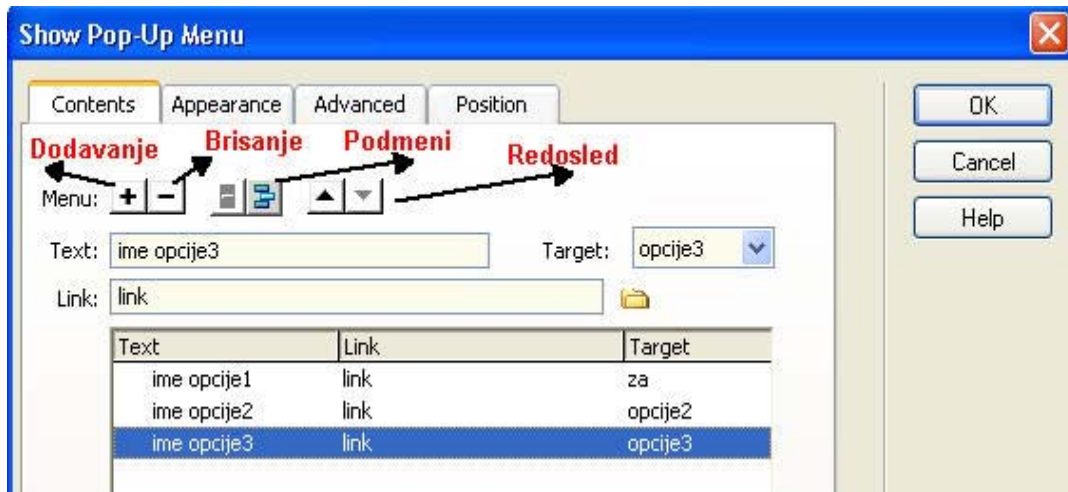 Show Pop-Up Menu
Contents Appearance Advanced Position
OK
Dodavanje Brisanje Podmeni Redosled
Cancel
Menu:
Help
Text: ime opcije3 Target: opcije3
Link: link
Text Link Target
ime opcije1 link za
ime opcije2 link opcije2
ime opcije3 link opcije3